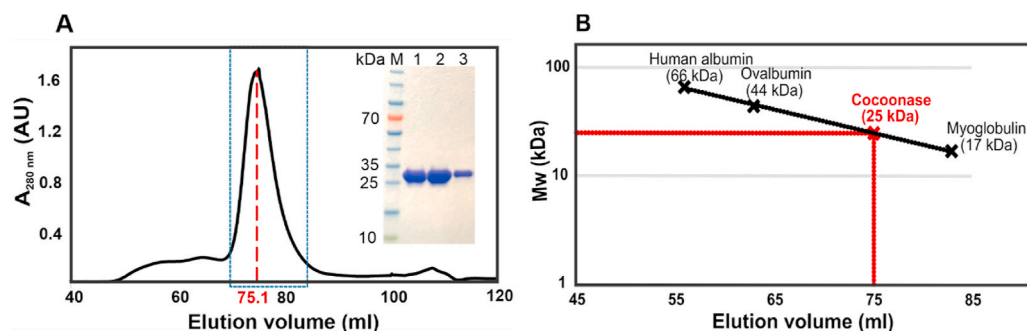 A
B
kDa M 1 2 3
70
35
25
10
1.6
1.2
0.8
0.4
A280 nm (AU)
40 60 75.1 80 100 120
Elution volume (ml)
100
10
1
Mw (kDa)
Human albumin
(66 kDa)
Ovalbumin
(44 kDa)
Cocoonase
(25 kDa)
Myoglobulin
(17 kDa)
45 55 65 75 85
Elution volume (ml)